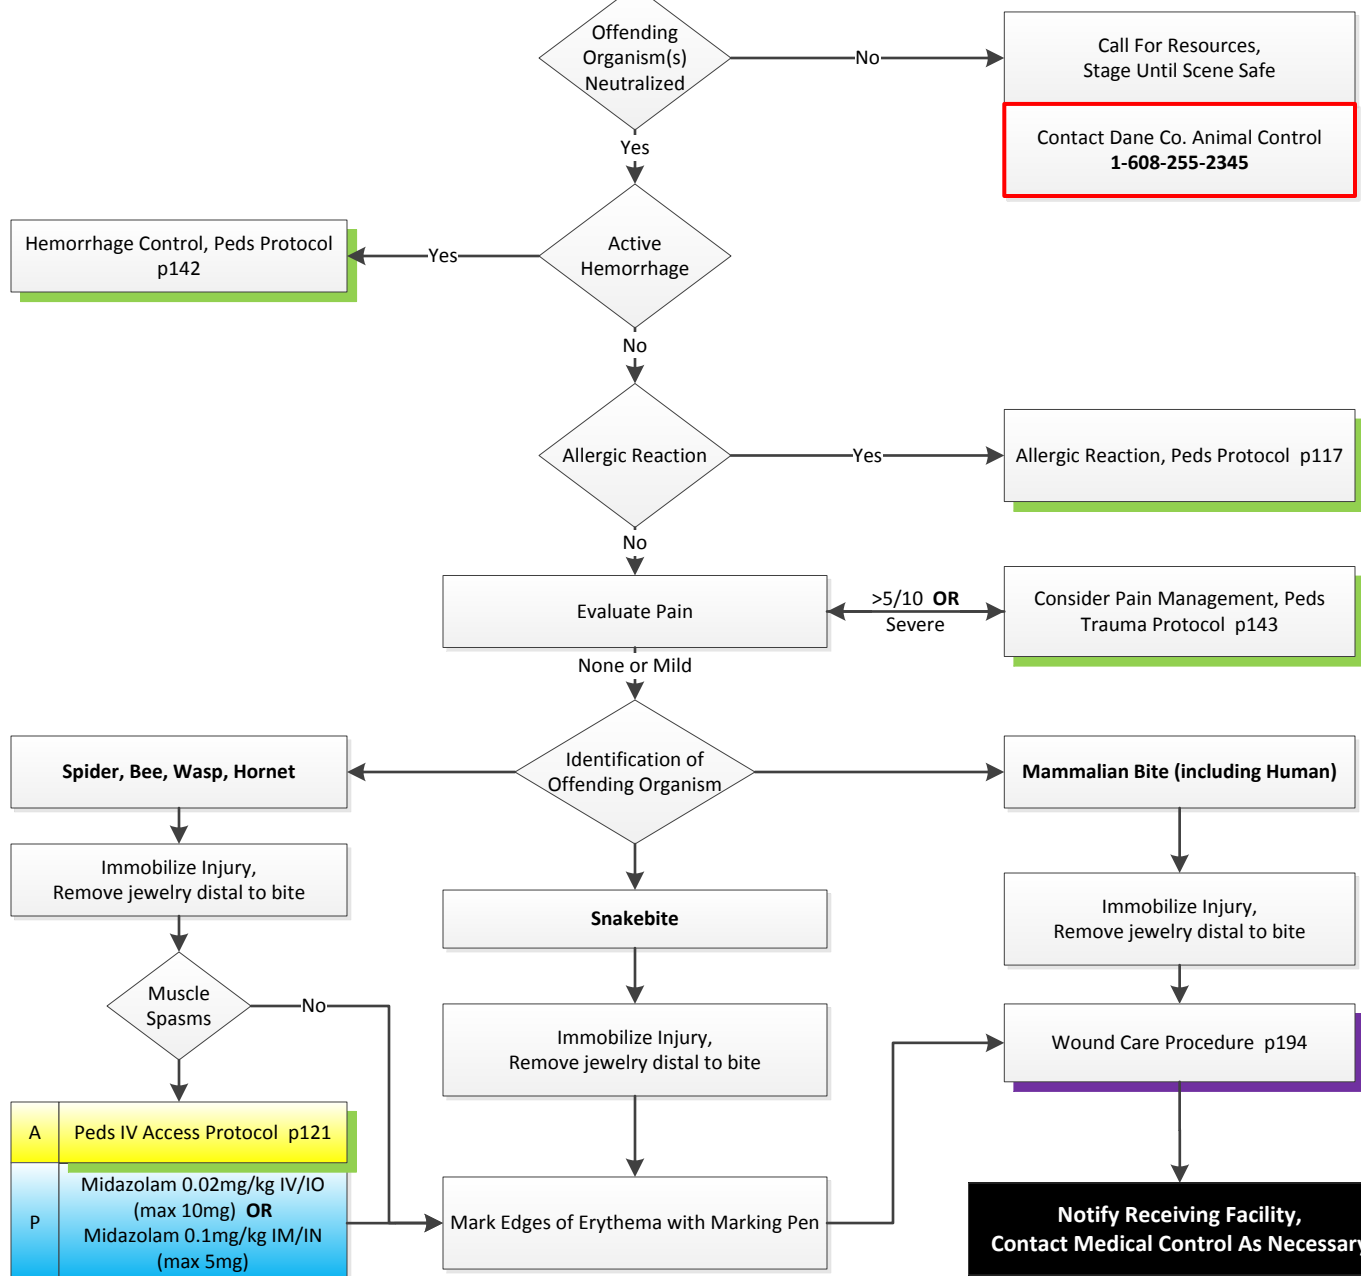 Offending
Organism(s)
Neutralized
No
Call For Resources,
Stage Until Scene Safe
Contact Dane Co. Animal Control
1-608-255-2345
Yes
Active
Hemorrhage
Yes
Hemorrhage Control, Peds Protocol
p142
No
Allergic Reaction
Yes
Allergic Reaction, Peds Protocol p117
No
Evaluate Pain
>5/10 OR
Severe
Consider Pain Management, Peds
Trauma Protocol p143
None or Mild
Identification of
Offending Organism
Spider, Bee, Wasp, Hornet
Immobilize Injury,
Remove jewelry distal to bite
Muscle
Spasms
No
A Peds IV Access Protocol p121
P
Midazolam 0.02mg/kg IV/IO
(max 10mg) OR
Midazolam 0.1mg/kg IM/IN
(max 5mg)
Snakebite
Immobilize Injury,
Remove jewelry distal to bite
Mark Edges of Erythema with Marking Pen
Mammalian Bite (including Human)
Immobilize Injury,
Remove jewelry distal to bite
Wound Care Procedure p194
Notify Receiving Facility,
Contact Medical Control As Necessary